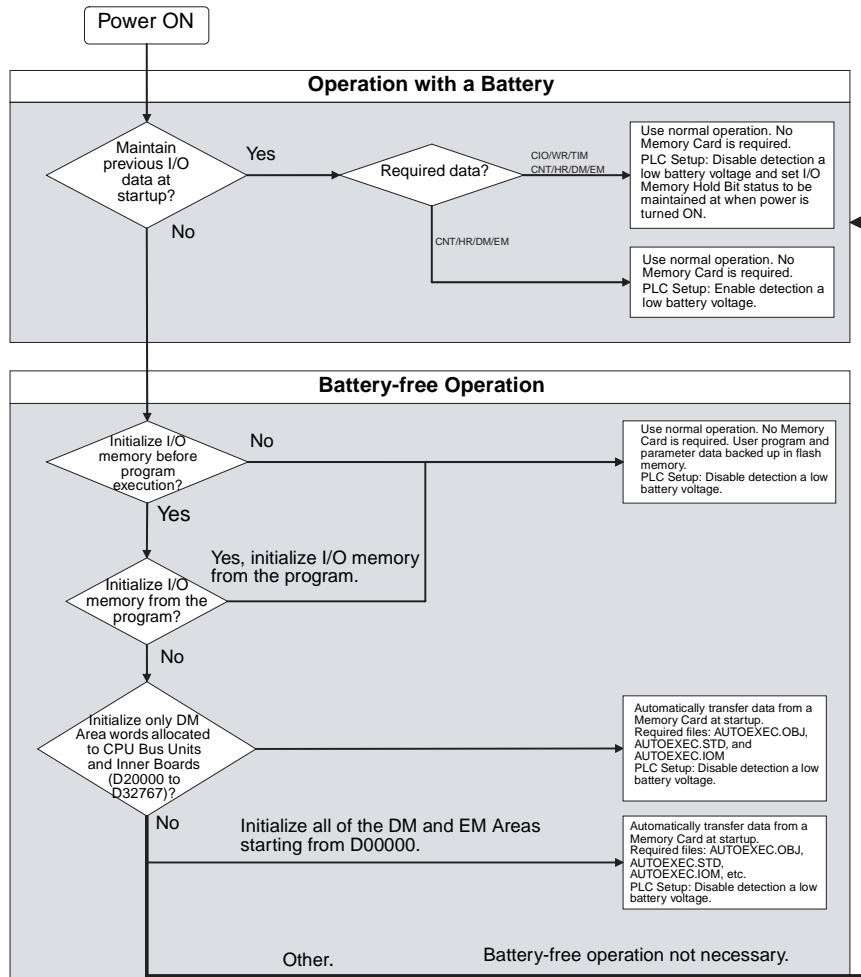 Power ON
Operation with a Battery
Maintain
previous I/O
data at
startup?
Yes
No
Required data?
CIO/WR/TIM
CNT/HR/DM/EM
CNT/HR/DM/EM
Use normal operation. No
Memory Card is required.
PLC Setup: Disable detection a
low battery voltage and set I/O
Memory Hold Bit status to be
maintained at when power is
turned ON.
Use normal operation. No
Memory Card is required.
PLC Setup: Enable detection a
low battery voltage.
Battery-free Operation
Initialize I/O
memory before
program
execution?
No
Yes
Use normal operation. No Memory
Card is required. User program and
parameter data backed up in flash
memory.
PLC Setup: Disable detection a low
battery voltage.
Yes, initialize I/O memory
from the program.
Initialize I/O
memory from the
program?
No
Initialize only DM
Area words allocated
to CPU Bus Units
and Inner Boards
(D20000 to
D32767)?
Automatically transfer data from a
Memory Card at startup.
Required files: AUTOEXEC.OBJ,
AUTOEXEC.STD, and
AUTOEXEC.IOM
PLC Setup: Disable detection a low
battery voltage.
No
Initialize all of the DM and EM Areas
starting from D00000.
Automatically transfer data from a
Memory Card at startup.
Required files: AUTOEXEC.OBJ,
AUTOEXEC.STD,
AUTOEXEC.IOM, etc.
PLC Setup: Disable detection a low
battery voltage.
Other.
Battery-free operation not necessary.